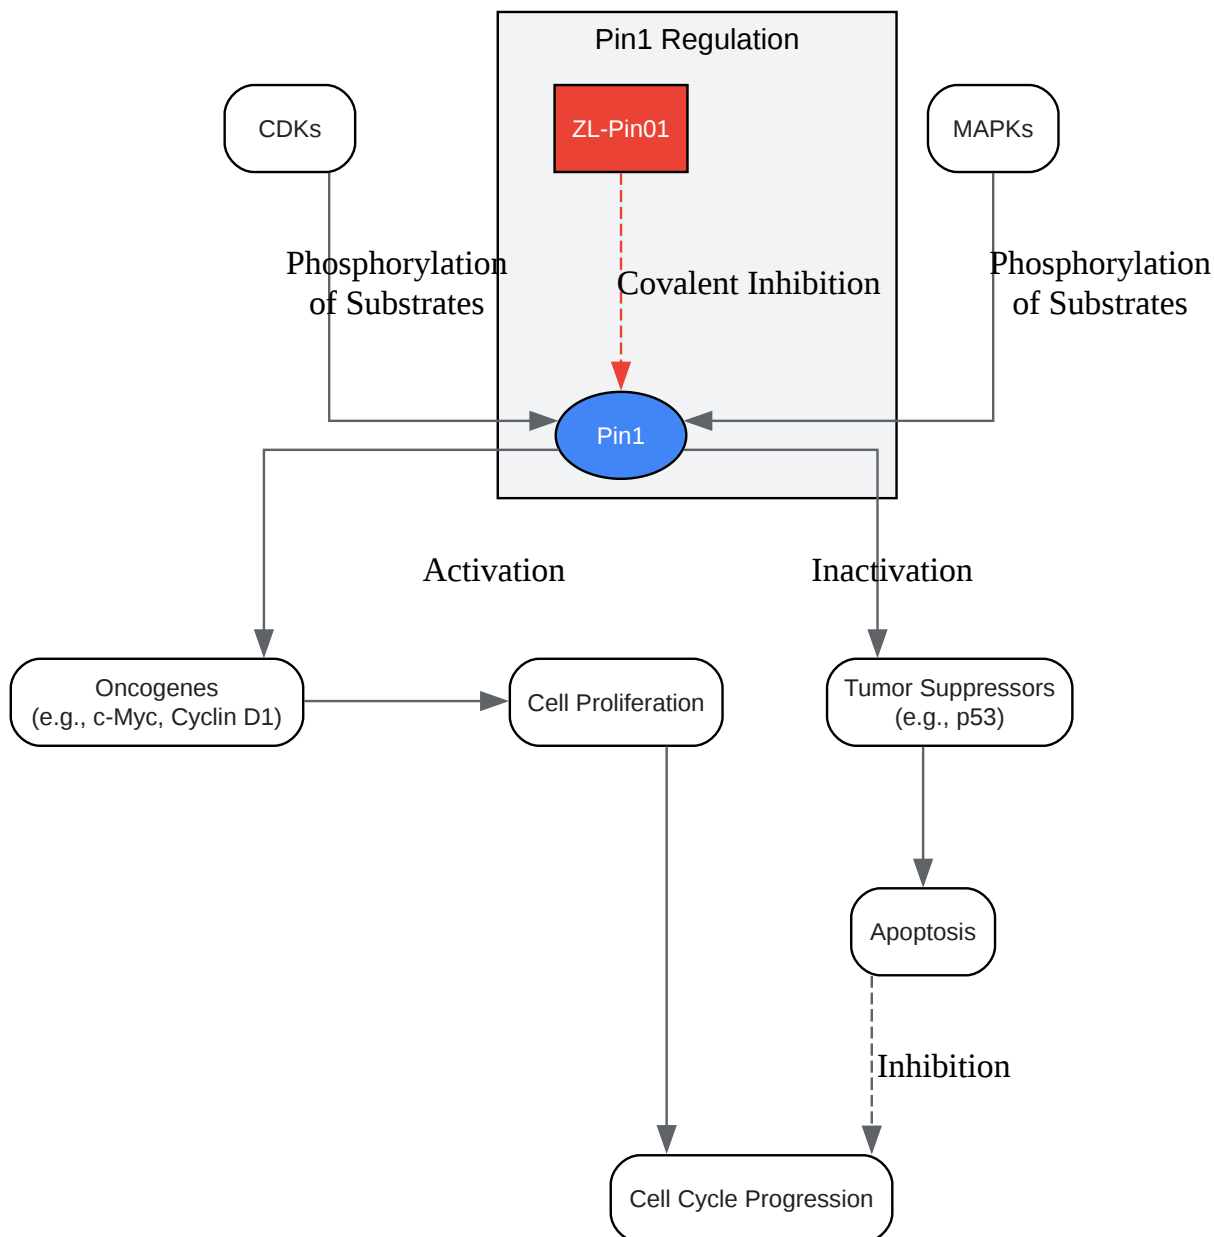 Pin1 Regulation
CDKs
ZL-Pin01
MAPKs
Phosphorylation
of Substrates
Covalent Inhibition
Phosphorylation
of Substrates
Pin1
Activation
Inactivation
Oncogenes
(e.g., c-Myc, Cyclin D1)
Cell Proliferation
Tumor Suppressors
(e.g., p53)
Apoptosis
Inhibition
Cell Cycle Progression